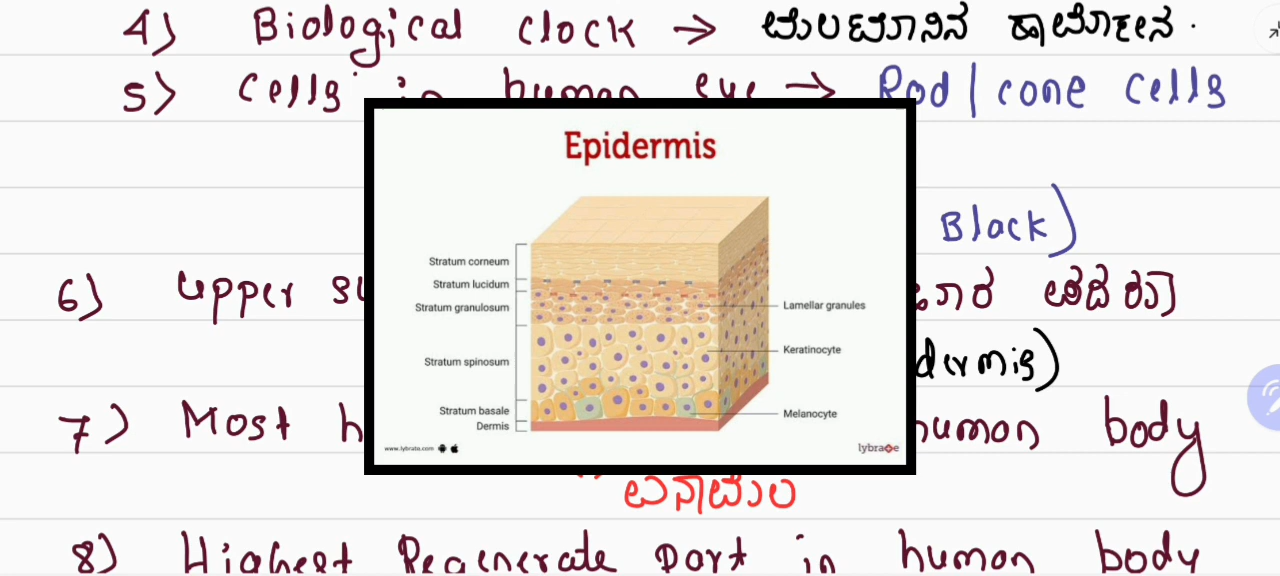 4) Biological clock → ಮೆಲಟೋನಿನ ಹಾರ್ಮೋನ.
5) Cells in human eye → Rod/cone cells
Black)
6) Upper
dermis)
7) Most human body
ಎನಾಮೆಲ
8) Highest Regenerate part in human body
Epidermis
Stratum corneum
Stratum lucidum
Stratum granulosum
Lamellar granules
Stratum spinosum
Keratinocyte
Stratum basale
Melanocyte
Dermis
www.lybrate.com
lybrate